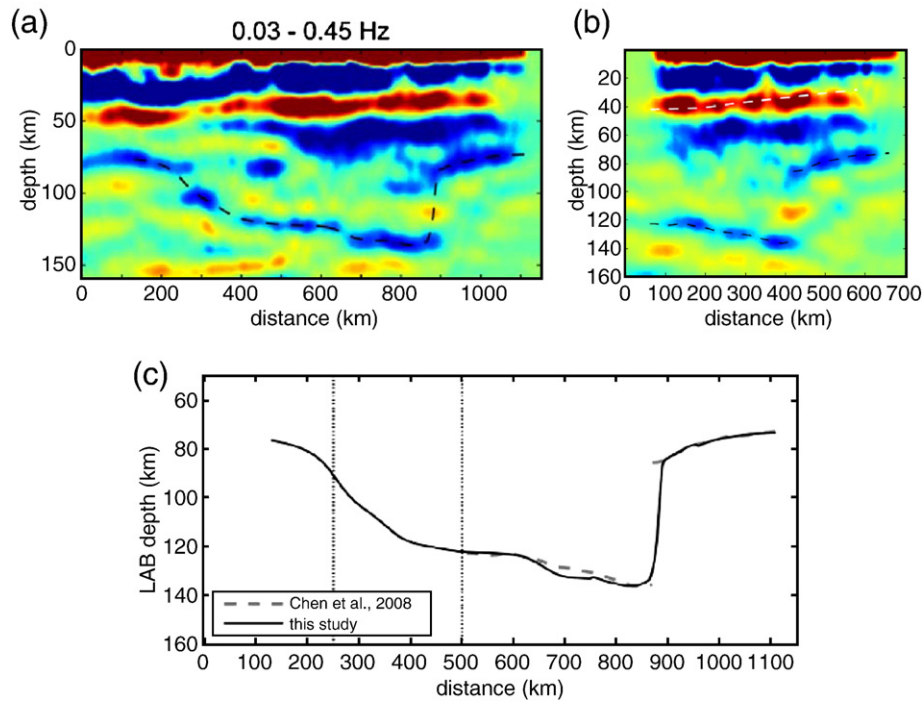 (a) 0.03 - 0.45 Hz (b)
0
50
100
150
depth (km)
0 200 400 600 800 1000
distance (km)
20
40
60
80
100
120
140
160
depth (km)
0 100 200 300 400 500 600 700
distance (km)
(c)
60
80
100
120
140
160
LAB depth (km)
Chen et al., 2008
this study
0 100 200 300 400 500 600 700 800 900 1000 1100
distance (km)